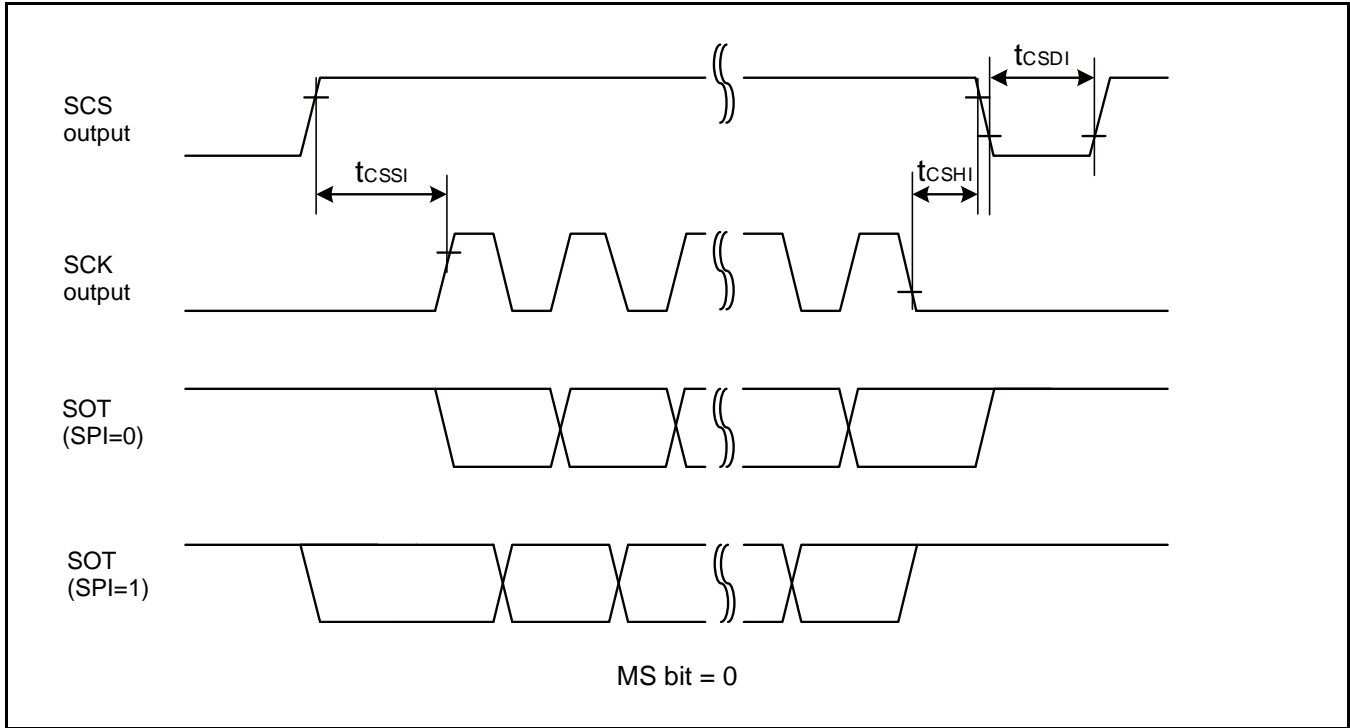 tCSDI
SCS
output
tCSSI
tCSHI
SCK
output
SOT
(SPI=0)
SOT
(SPI=1)
MS bit = 0